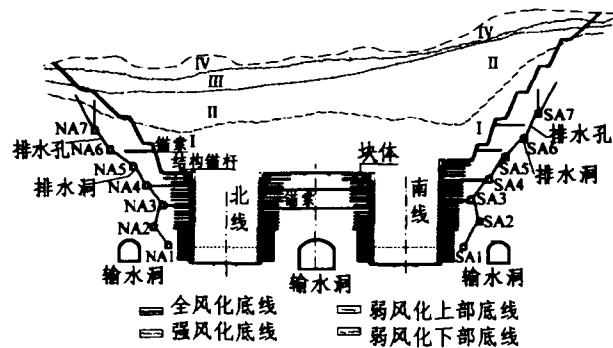 IV
IV
III
II
II
I
I
NA7
排水孔
NA6
NA5
排水洞
NA4
NA3
NA2
NA1
锚索
结构锚杆
北线
块体
锚索
南线
SA7
排水孔
SA6
SA5
排水洞
SA4
SA3
SA2
SA1
输水洞
输水洞
输水洞
全风化底线
弱风化上部底线
强风化底线
弱风化下部底线